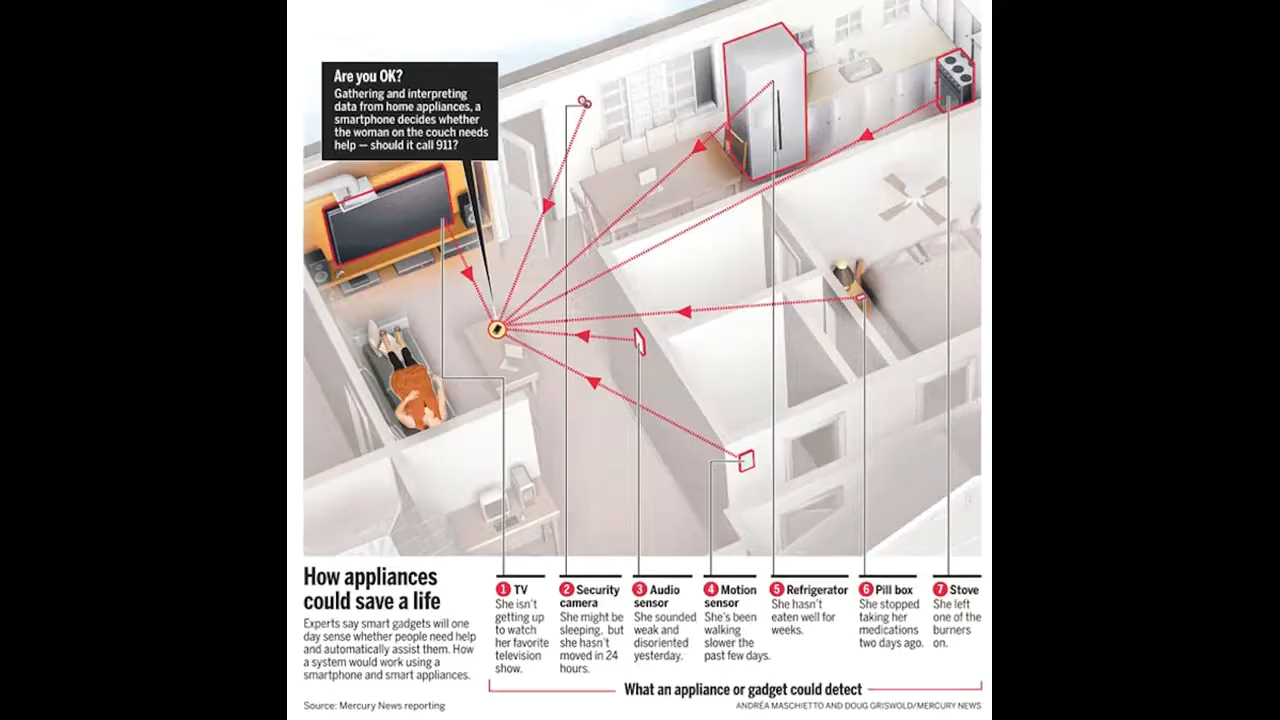 Are you OK?
Gathering and interpreting
data from home appliances, a
smartphone decides whether
the woman on the couch needs
help — should it call 911?
How appliances
could save a life
Experts say smart gadgets will one
day sense whether people need help
and automatically assist them. How
a system would work using a
smartphone and smart appliances.
1 TV
She isn't
getting up
to watch
her favorite
television
show.
2 Security
camera
She might be
sleeping, but
she hasn't
moved in 24
hours.
3 Audio
sensor
She sounded
weak and
disoriented
yesterday.
4 Motion
sensor
She's been
walking
slower the
past few days.
5 Refrigerator
She hasn't
eaten well for
weeks.
6 Pill box
She stopped
taking her
medications
two days ago.
7 Stove
She left
one of the
burners
on.
What an appliance or gadget could detect
Source: Mercury News reporting
ANDRÉA MASCHIETTO AND DOUG GRISWOLD/MERCURY NEWS